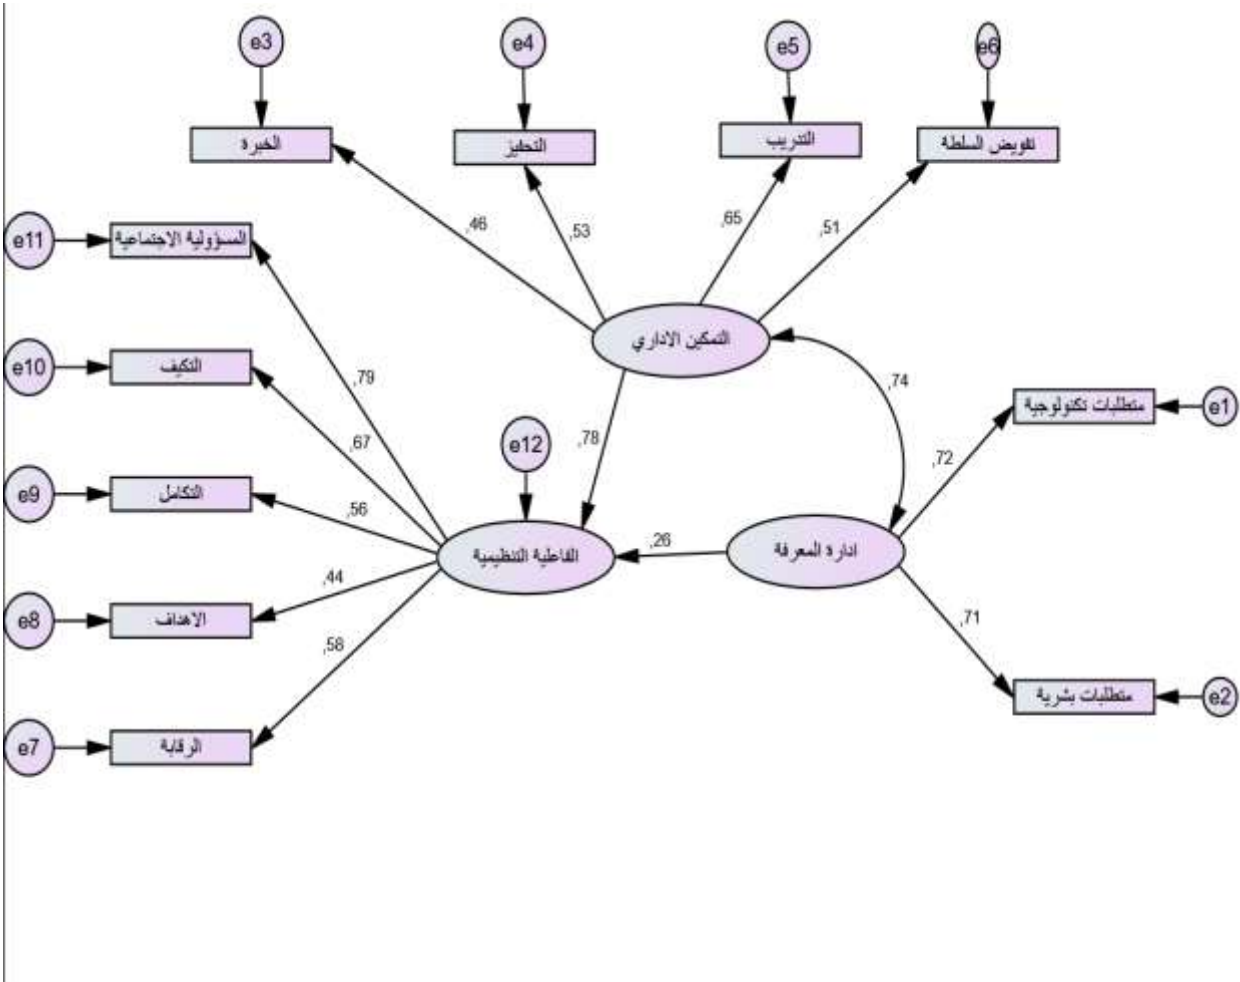 e3
e4
e5
e6
الخبرة
التحفيز
التدريب
تفويض السلطة
e11
المسؤولية الاجتماعية
,46
,53
,65
,51
التمكين الاداري
e10
التكيف
,79
,74
متطلبات تكنولوجية
e1
,67
e12
,78
,72
e9
التكامل
,56
الفاعلية التنظيمية
,26
ادارة المعرفة
,44
e8
الاهداف
,58
,71
متطلبات بشرية
e2
e7
الرقابة